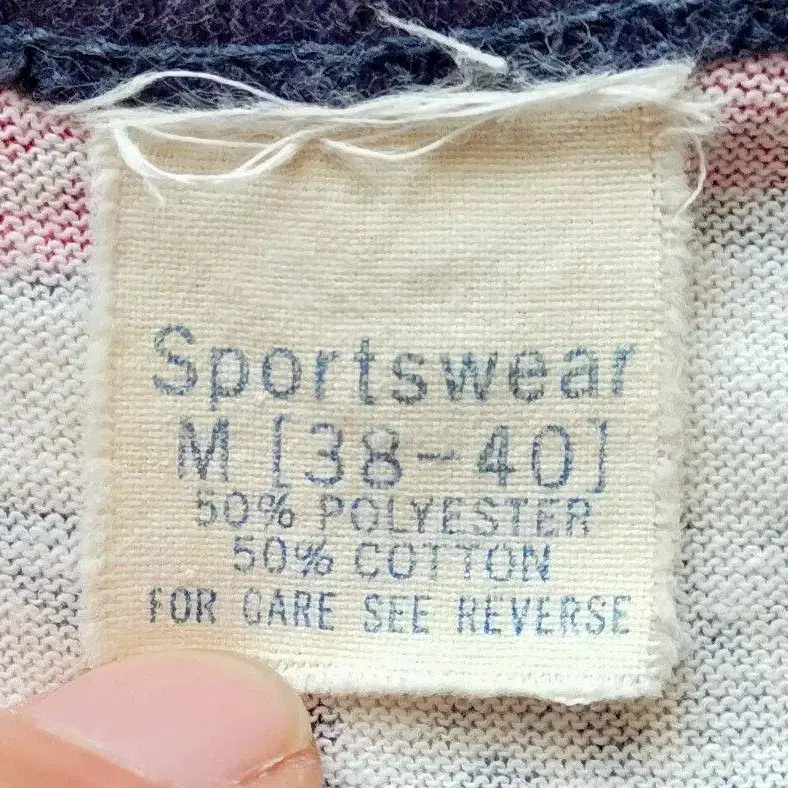 Sportswear
M [38-40]
50% POLYESTER
50% COTTON
FOR CARE SEE REVERSE